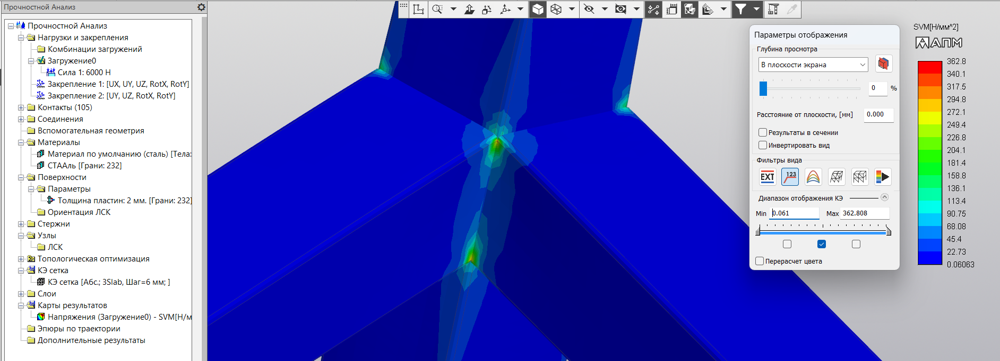 Прочностной Анализ
Прочностной Анализ
Нагрузки и закрепления
Комбинации загружений
Загружение0
Сила 1: 6000 Н
Закрепление 1: [UX, UY, UZ, RotX, RotY]
Закрепление 2: [UY, UZ, RotX, RotY]
Контакты (105)
Соединения
Вспомогательная геометрия
Материалы
Материал по умолчанию (сталь) [Тела:
СТААль [Грани: 232]
Поверхности
Параметры
Толщина пластин: 2 мм. [Грани: 232]
Ориентация ЛСК
Стержни
Узлы
ЛСК
Топологическая оптимизация
КЭ сетка
КЭ сетка [Абс.; 3Slab, Шаг=6 мм; ]
Слои
Карты результатов
Напряжения (Загружение0) - SVM[Н/м
Эпюры по траектории
Дополнительные результаты
Параметры отображения
Глубина просмотра
В плоскости экрана
0 %
Расстояние от плоскости, [мм] 0.000
Результаты в сечении
Инвертировать вид
Фильтры вида
EXT 123
Диапазон отображения КЭ
Min 0.061 Max 362.808
Перерасчет цвета
SVM[Н/мм^2]
АПМ
362.8
340.1
317.5
294.8
272.1
249.4
226.8
204.1
181.4
158.8
136.1
113.4
90.75
68.08
45.4
22.73
0.06063